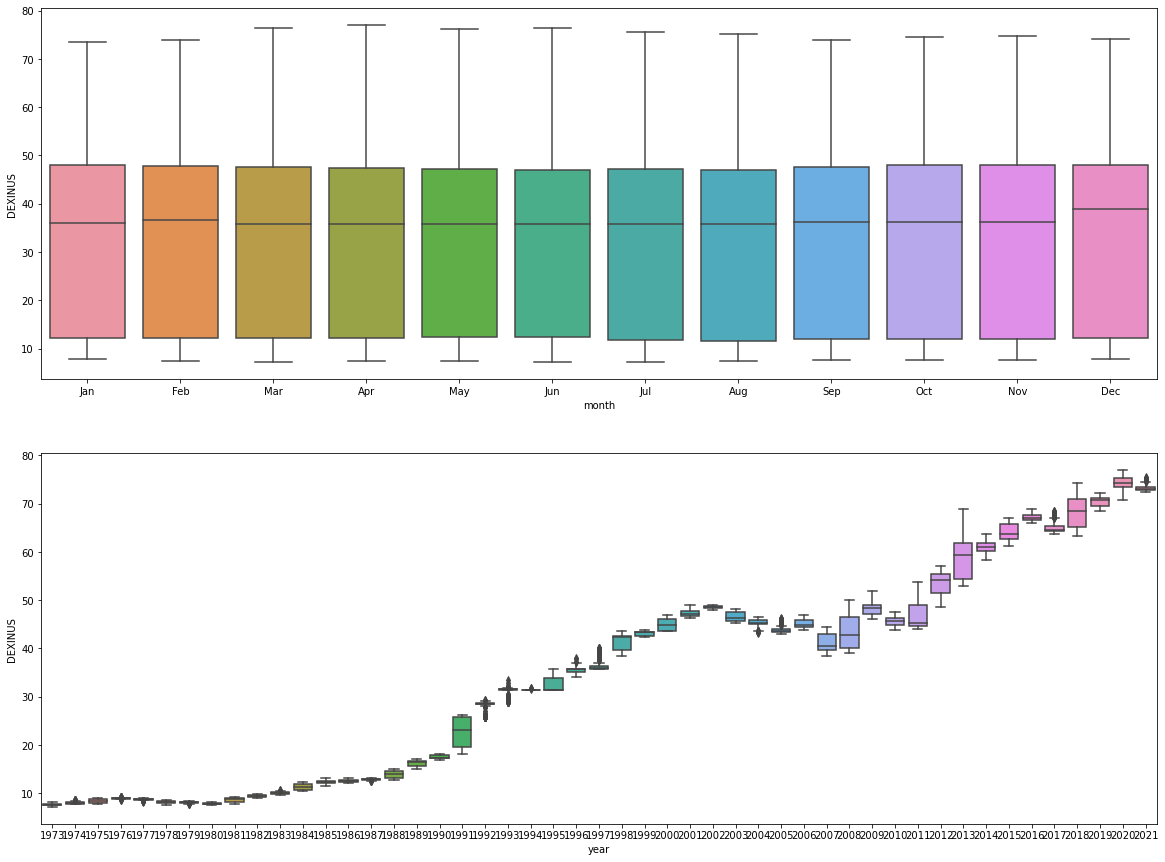 80
70
60
50
40
30
20
10
DEXINUS
Jan Feb Mar Apr May Jun Jul Aug Sep Oct Nov Dec
month
80
70
60
50
40
30
20
10
DEXINUS
1973 1974 1975 1976 1977 1978 1979 1980 1981 1982 1983 1984 1985 1986 1987 1988 1989 1990 1991 1992 1993 1994 1995 1996 1997 1998 1999 2000 2001 2002 2003 2004 2005 2006 2007 2008 2009 2010 2011 2012 2013 2014 2015 2016 2017 2018 2019 2020 2021
year